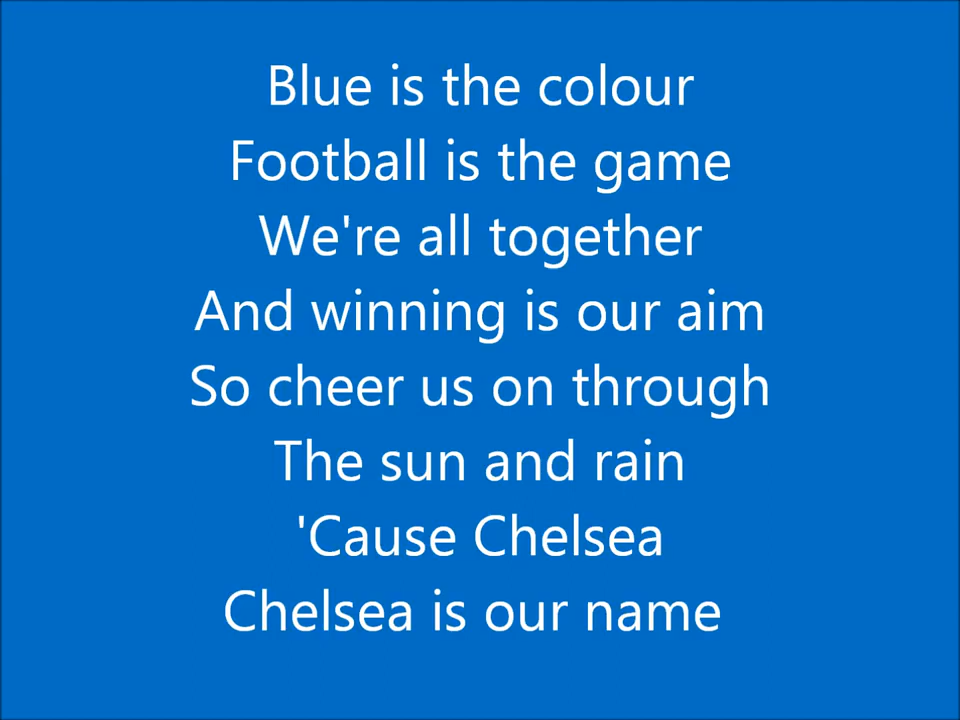 Blue is the colour
Football is the game
We're all together
And winning is our aim
So cheer us on through
The sun and rain
'Cause Chelsea
Chelsea is our name